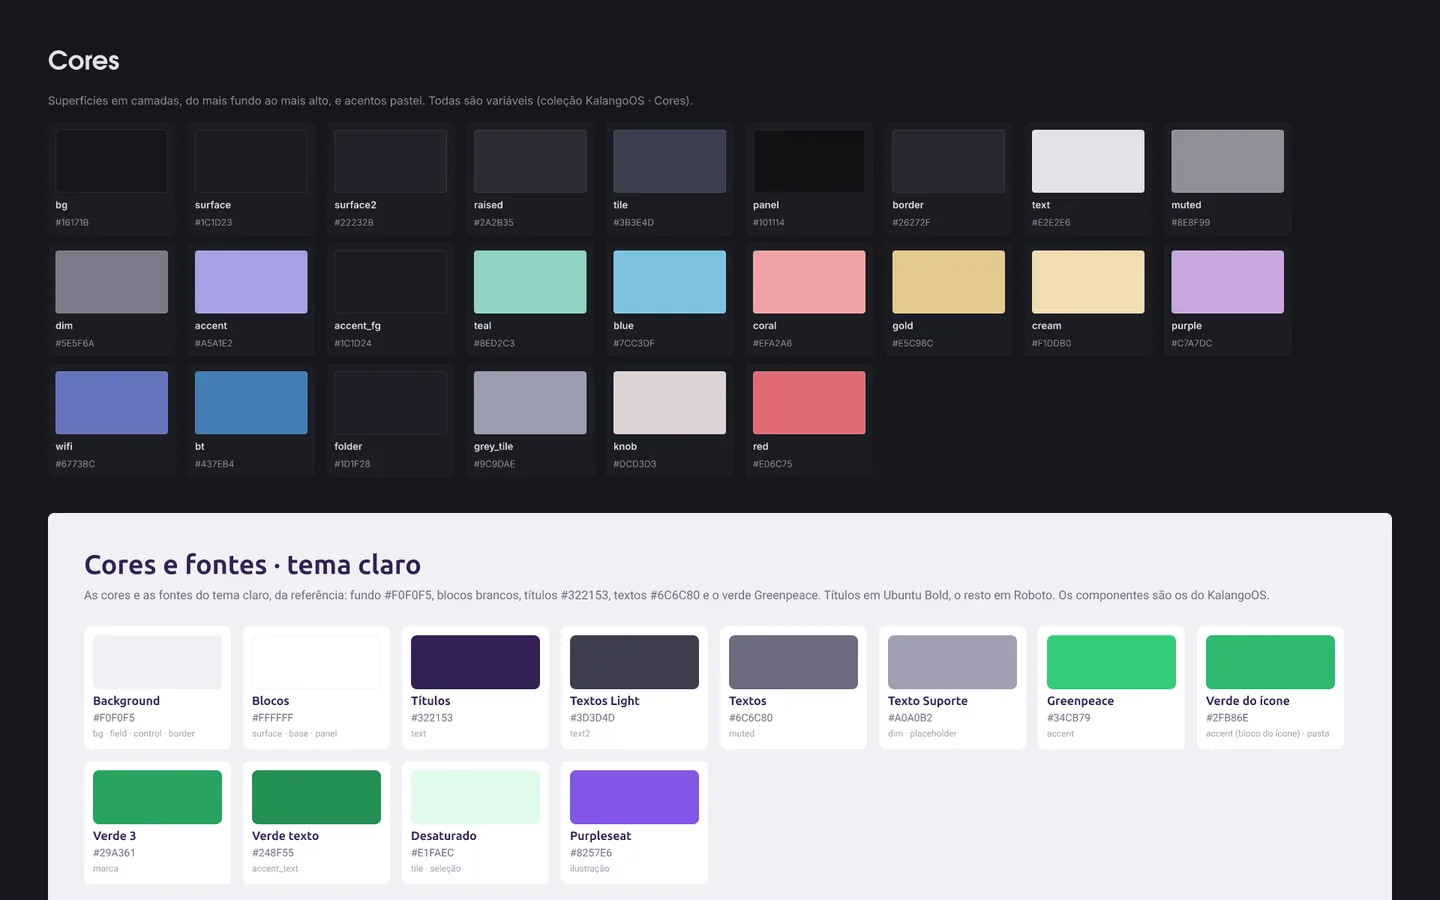 Cores
Superfícies em camadas, do mais fundo ao mais alto, e acentos pastel. Todas são variáveis (coleção KalangoOS · Cores).
bg
#16171B
surface
#1C1D23
surface2
#22232B
raised
#2A2B35
tile
#3B3E4D
panel
#101114
border
#26272F
text
#E2E2E6
muted
#8E8F99
dim
#5E5F6A
accent
#A5A1E2
accent_fg
#1C1D24
teal
#8ED2C3
blue
#7CC3DF
coral
#EFA2A6
gold
#E5C98C
cream
#F1DDB0
purple
#C7A7DC
wifi
#6773BC
bt
#437EB4
folder
#1D1F28
grey_tile
#9C9DAE
knob
#DCD3D3
red
#E06C75
Cores e fontes · tema claro
As cores e as fontes do tema claro, da referência: fundo #F0F0F5, blocos brancos, títulos #322153, textos #6C6C80 e o verde Greenpeace. Títulos em Ubuntu Bold, o resto em Roboto. Os componentes são os do KalangoOS.
Background
#F0F0F5
bg · field · control · border
Blocos
#FFFFFF
surface · base · panel
Títulos
#322153
text
Textos Light
#3D3D4D
text2
Textos
#6C6C80
muted
Texto Suporte
#A0A0B2
dim · placeholder
Greenpeace
#34CB79
accent
Verde do ícone
#2FB86E
accent (bloco do ícone) · pasta
Verde 3
#29A361
marca
Verde texto
#248F55
accent_text
Desaturado
#E1FAEC
tile · seleção
Purpleseat
#8257E6
ilustração